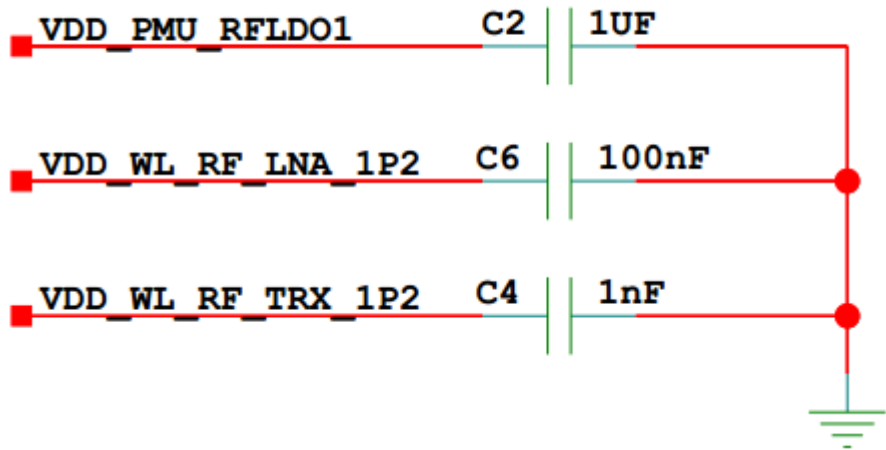 VDD_PMU_RFLDO1 C2 1UF
VDD_WL_RF_LNA_1P2 C6 100nF
VDD_WL_RF_TRX_1P2 C4 1nF